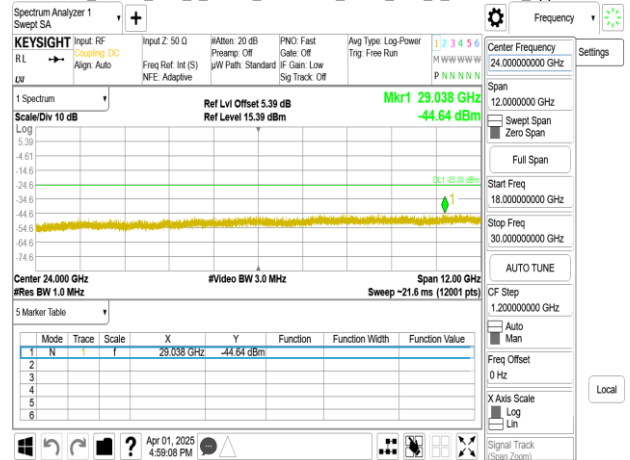 Spectrum Analyzer 1
Swept SA
Frequency
KEYSIGHT
RL
Input: RF
Coupling: DC
Align: Auto
Input Z: 50 Ω
Freq Ref: Int (S)
NFE: Adaptive
#Atten: 20 dB
Preamp: Off
µW Path: Standard
PNO: Fast
Gate: Off
IF Gain: Low
Sig Track: Off
Avg Type: Log-Power
Trig: Free Run
1 2 3 4 5 6
M W W W W W
P N N N N N
Center Frequency
24.000000000 GHz
Settings
Span
12.0000000 GHz
Swept Span
Zero Span
Full Span
Start Freq
18.000000000 GHz
Stop Freq
30.000000000 GHz
AUTO TUNE
CF Step
1.200000000 GHz
Auto
Man
Freq Offset
0 Hz
X Axis Scale
Log
Lin
Signal Track
(Span Zoom)
Local
1 Spectrum
Scale/Div 10 dB
Ref Lvl Offset 5.39 dB
Ref Level 15.39 dBm
Mkr1 29.038 GHz
-44.64 dBm
Log
5.39
-4.61
-14.6
-24.6
-34.6
-44.6
-54.6
-64.6
-74.6
DL1 -25.00 dBm
1
Center 24.000 GHz
#Res BW 1.0 MHz
#Video BW 3.0 MHz
Span 12.00 GHz
Sweep ~21.6 ms (12001 pts)
5 Marker Table
Mode Trace Scale X Y Function Function Width Function Value
1 N 1 f 29.038 GHz -44.64 dBm
2
3
4
5
6
?
Apr 01, 2025
4:59:08 PM